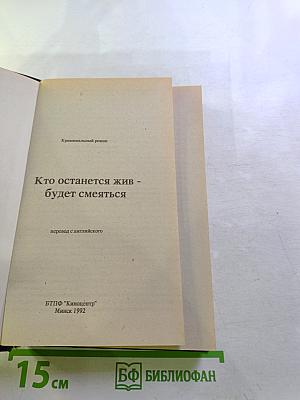 Криминальный роман
Кто останется жив -
будет смеяться
перевод с английского
БТПФ "Киноцентр"
Минск 1992
15 см
БФ БИБЛИОФАН